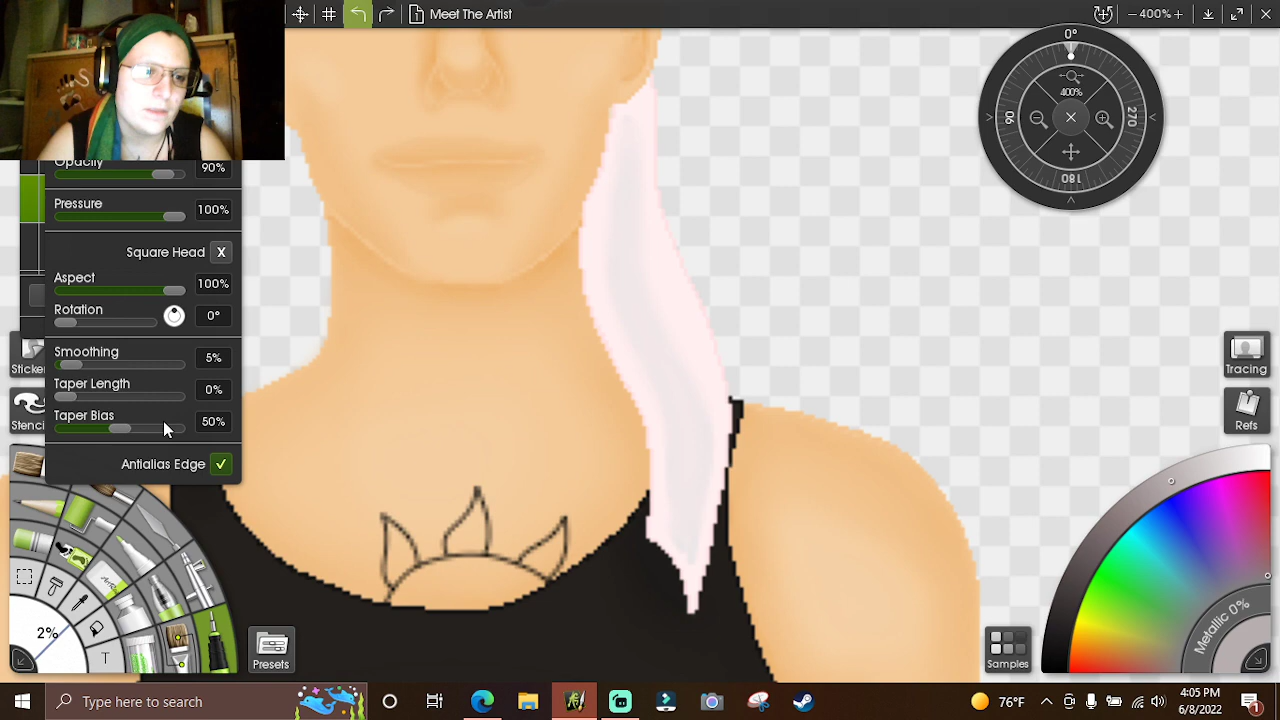 Meet The Artist
400%
0°
400%
90
270
180
Opacity
90%
Pressure
100%
Square Head X
Aspect
100%
Rotation
0°
Smoothing
5%
Taper Length
0%
Taper Bias
50%
Antialias Edge
Tracing
Refs
2%
T
Presets
Samples
Metallic 0%
Type here to search
76°F
4:05 PM
6/8/2022
1